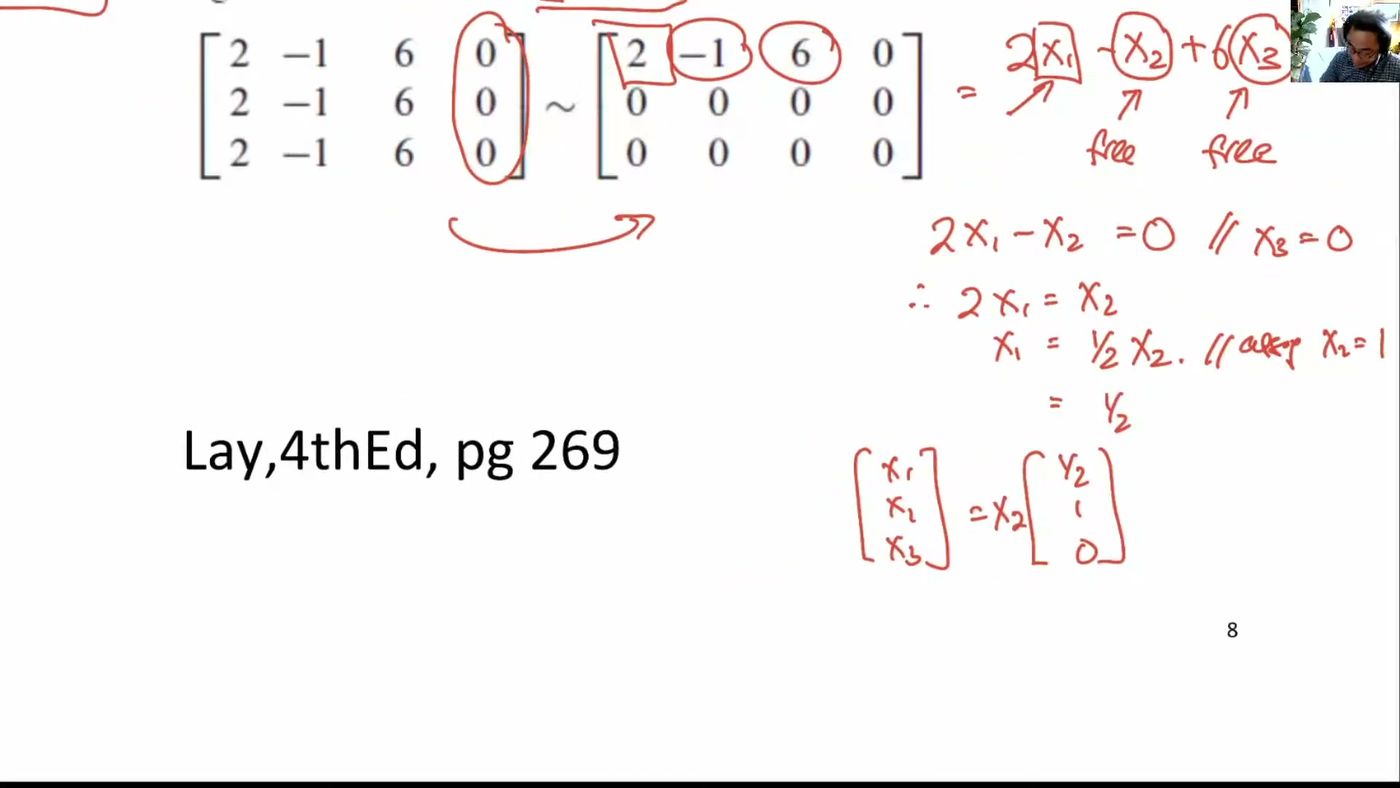 [2 −1 6 0] ~ [2 −1 6 0] = 2x₁ − x₂ + 6x₃
[2 −1 6 0] [0 0 0 0]
[2 −1 6 0] [0 0 0 0]
free free
2x₁ − x₂ = 0 // x₃ = 0
∴ 2x₁ = x₂
x₁ = 1/2 x₂. // x₂ = 1
= 1/2
Lay,4thEd, pg 269
[x₁] = x₂ [1/2]
[x₂] [1]
[x₃] [0]
8